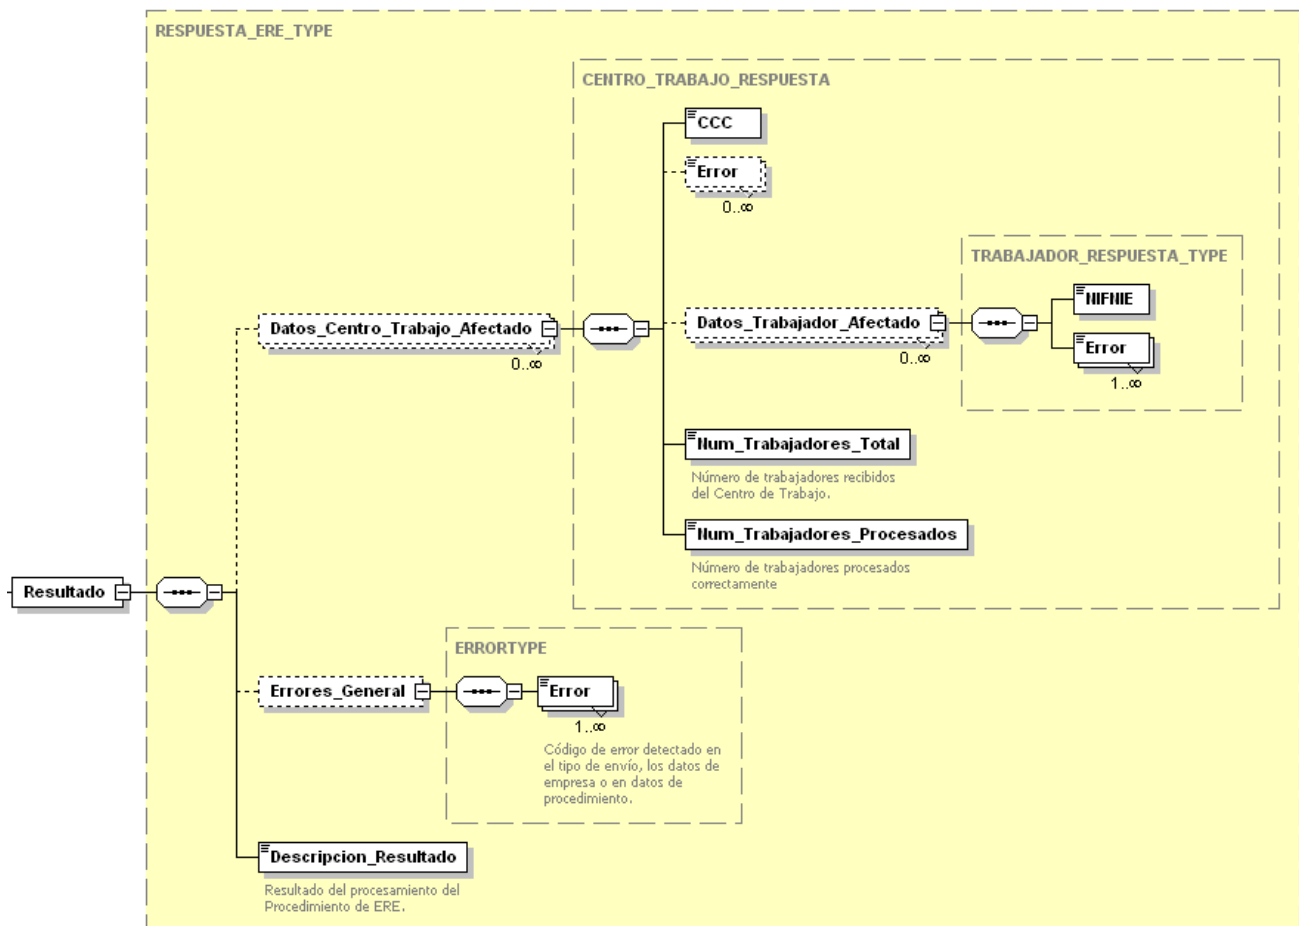 RESPUESTA_ERE_TYPE
CENTRO_TRABAJO_RESPUESTA
CCC
Error
0..∞
TRABAJADOR_RESPUESTA_TYPE
NIFNIE
Datos_Centro_Trabajo_Afectado
0..∞
Datos_Trabajador_Afectado
0..∞
Error
1..∞
Num_Trabajadores_Total
Número de trabajadores recibidos
del Centro de Trabajo.
Num_Trabajadores_Procesados
Número de trabajadores procesados
correctamente
Resultado
ERRORTYPE
Errores_General
Error
1..∞
Código de error detectado en
el tipo de envío, los datos de
empresa o en datos de
procedimiento.
Descripcion_Resultado
Resultado del procesamiento del
Procedimiento de ERE.